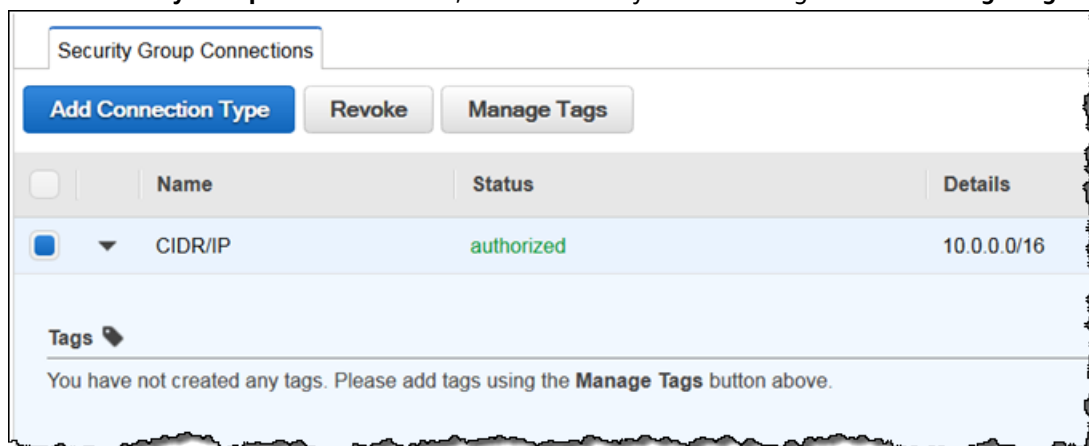 Security Group Connections
Add Connection Type Revoke Manage Tags
Name Status Details
CIDR/IP authorized 10.0.0.0/16
Tags
You have not created any tags. Please add tags using the Manage Tags button above.